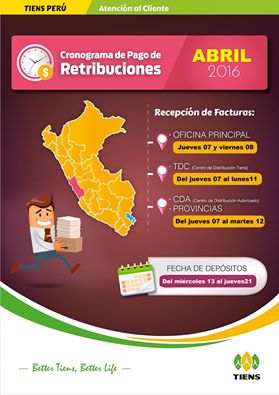 TIENS PERÚ
Atención al Cliente
Cronograma de Pago de
Retribuciones
ABRIL
2016
Recepción de Facturas:
OFICINA PRINCIPAL
Jueves 07 y viernes 08
TDC (Centro de Distribución Tiens)
Del jueves 07 al lunes11
CDA (Centro de Distribución Autorizados)
PROVINCIAS
Del jueves 07 al martes 12
FECHA DE DEPÓSITOS
Del miércoles 13 al jueves21
Better Tiens, Better Life
TIENS